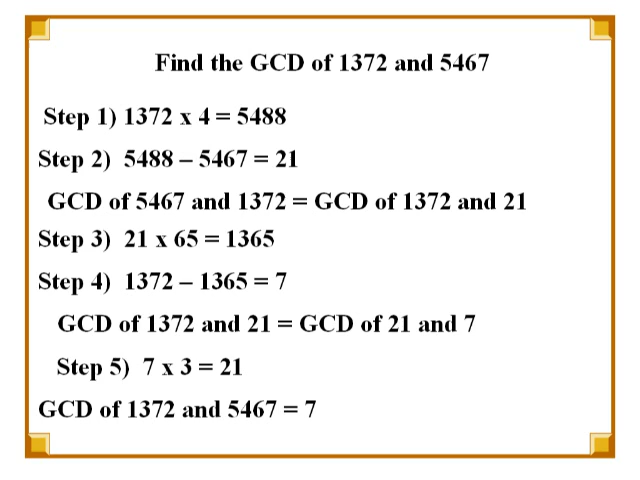 Find the GCD of 1372 and 5467
Step 1) 1372 x 4 = 5488
Step 2)  5488 – 5467 = 21
GCD of 5467 and 1372 = GCD of 1372 and 21
Step 3)  21 x 65 = 1365
Step 4)  1372 – 1365 = 7
GCD of 1372 and 21 = GCD of 21 and 7
Step 5)  7 x 3 = 21
GCD of 1372 and 5467 = 7